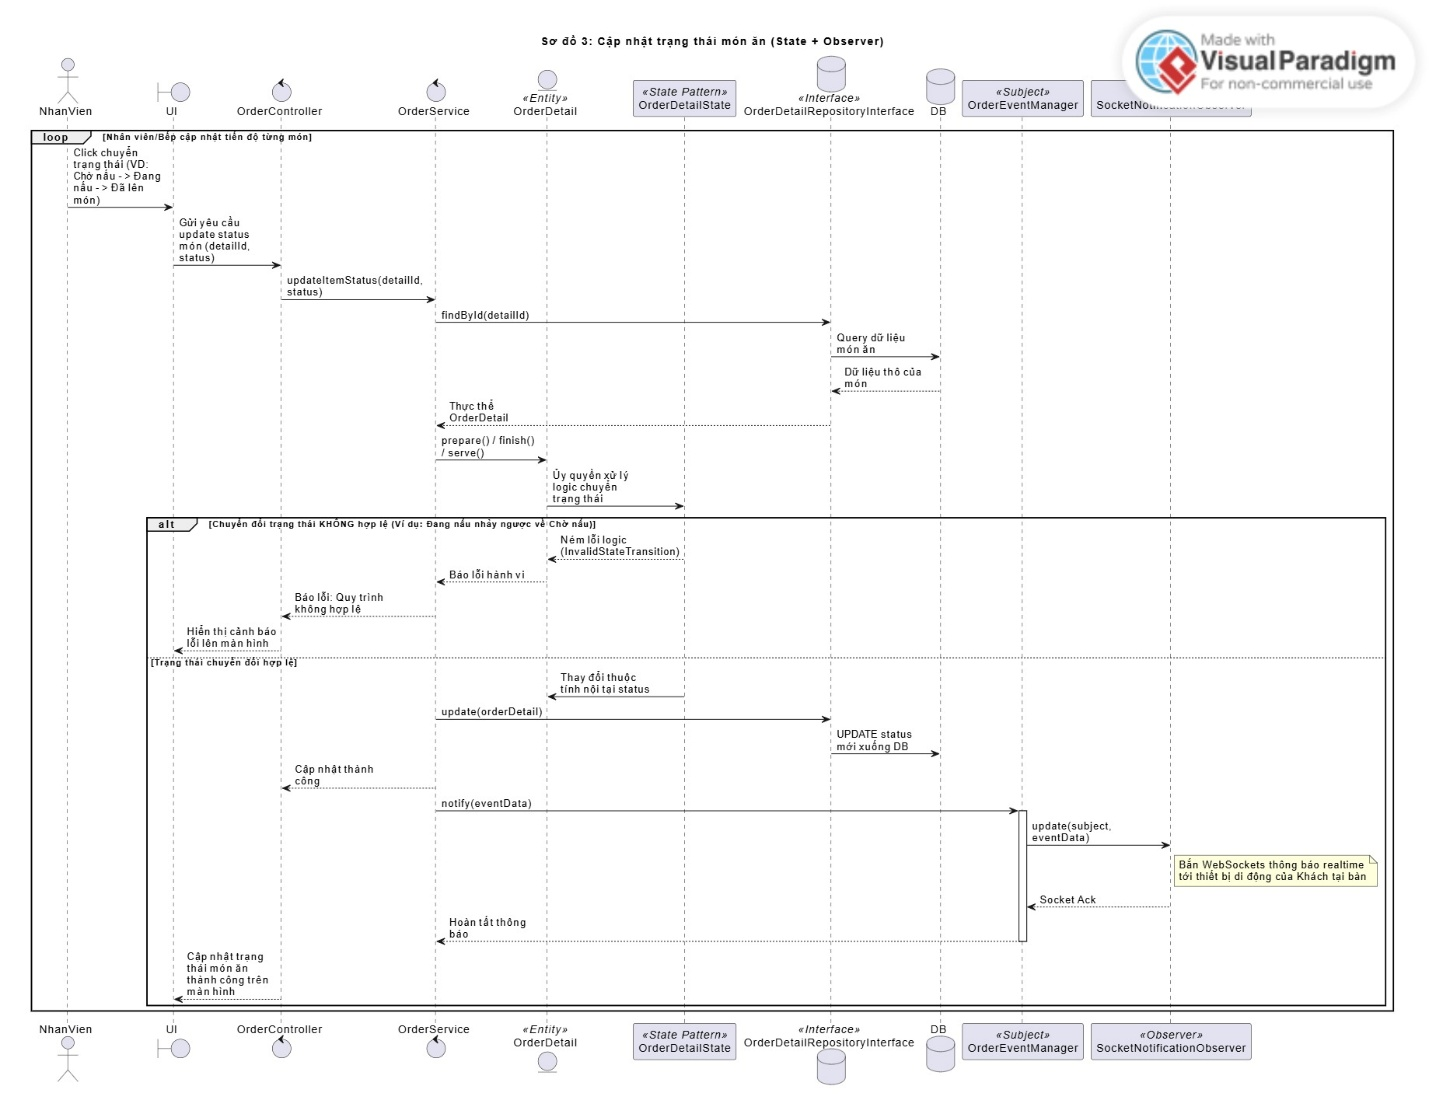 Sơ đồ 3: Cập nhật trạng thái món ăn (State + Observer)
Made with
Visual Paradigm
For non-commercial use
NhanVien
UI
OrderController
OrderService
«Entity»
OrderDetail
«State Pattern»
OrderDetailState
«Interface»
OrderDetailRepositoryInterface
DB
«Subject»
OrderEventManager
SocketNotificationObserver
loop
[Nhân viên/Bếp cập nhật tiến độ từng món]
Click chuyển
trạng thái (VD:
Chờ nấu - > Đang
nấu - > Đã lên
món)
Gửi yêu cầu
update status
món (detailId,
status)
updateItemStatus(detailId,
status)
findById(detailId)
Query dữ liệu
món ăn
Dữ liệu thô của
món
Thực thể
OrderDetail
prepare() / finish()
/ serve()
Ủy quyền xử lý
logic chuyển
trạng thái
alt
[Chuyển đổi trạng thái KHÔNG hợp lệ (Ví dụ: Đang nấu nhảy ngược về Chờ nấu)]
Ném lỗi logic
(InvalidStateTransition)
Báo lỗi hành vi
Báo lỗi: Quy trình
không hợp lệ
Hiển thị cảnh báo
lỗi lên màn hình
[Trạng thái chuyển đổi hợp lệ]
Thay đổi thuộc
tính nội tại status
update(orderDetail)
UPDATE status
mới xuống DB
Cập nhật thành
công
notify(eventData)
update(subject,
eventData)
Bắn WebSockets thông báo realtime
tới thiết bị di động của Khách tại bàn
Socket Ack
Hoàn tất thông
báo
Cập nhật trạng
thái món ăn
thành công trên
màn hình
NhanVien
UI
OrderController
OrderService
«Entity»
OrderDetail
«State Pattern»
OrderDetailState
«Interface»
OrderDetailRepositoryInterface
DB
«Subject»
OrderEventManager
«Observer»
SocketNotificationObserver